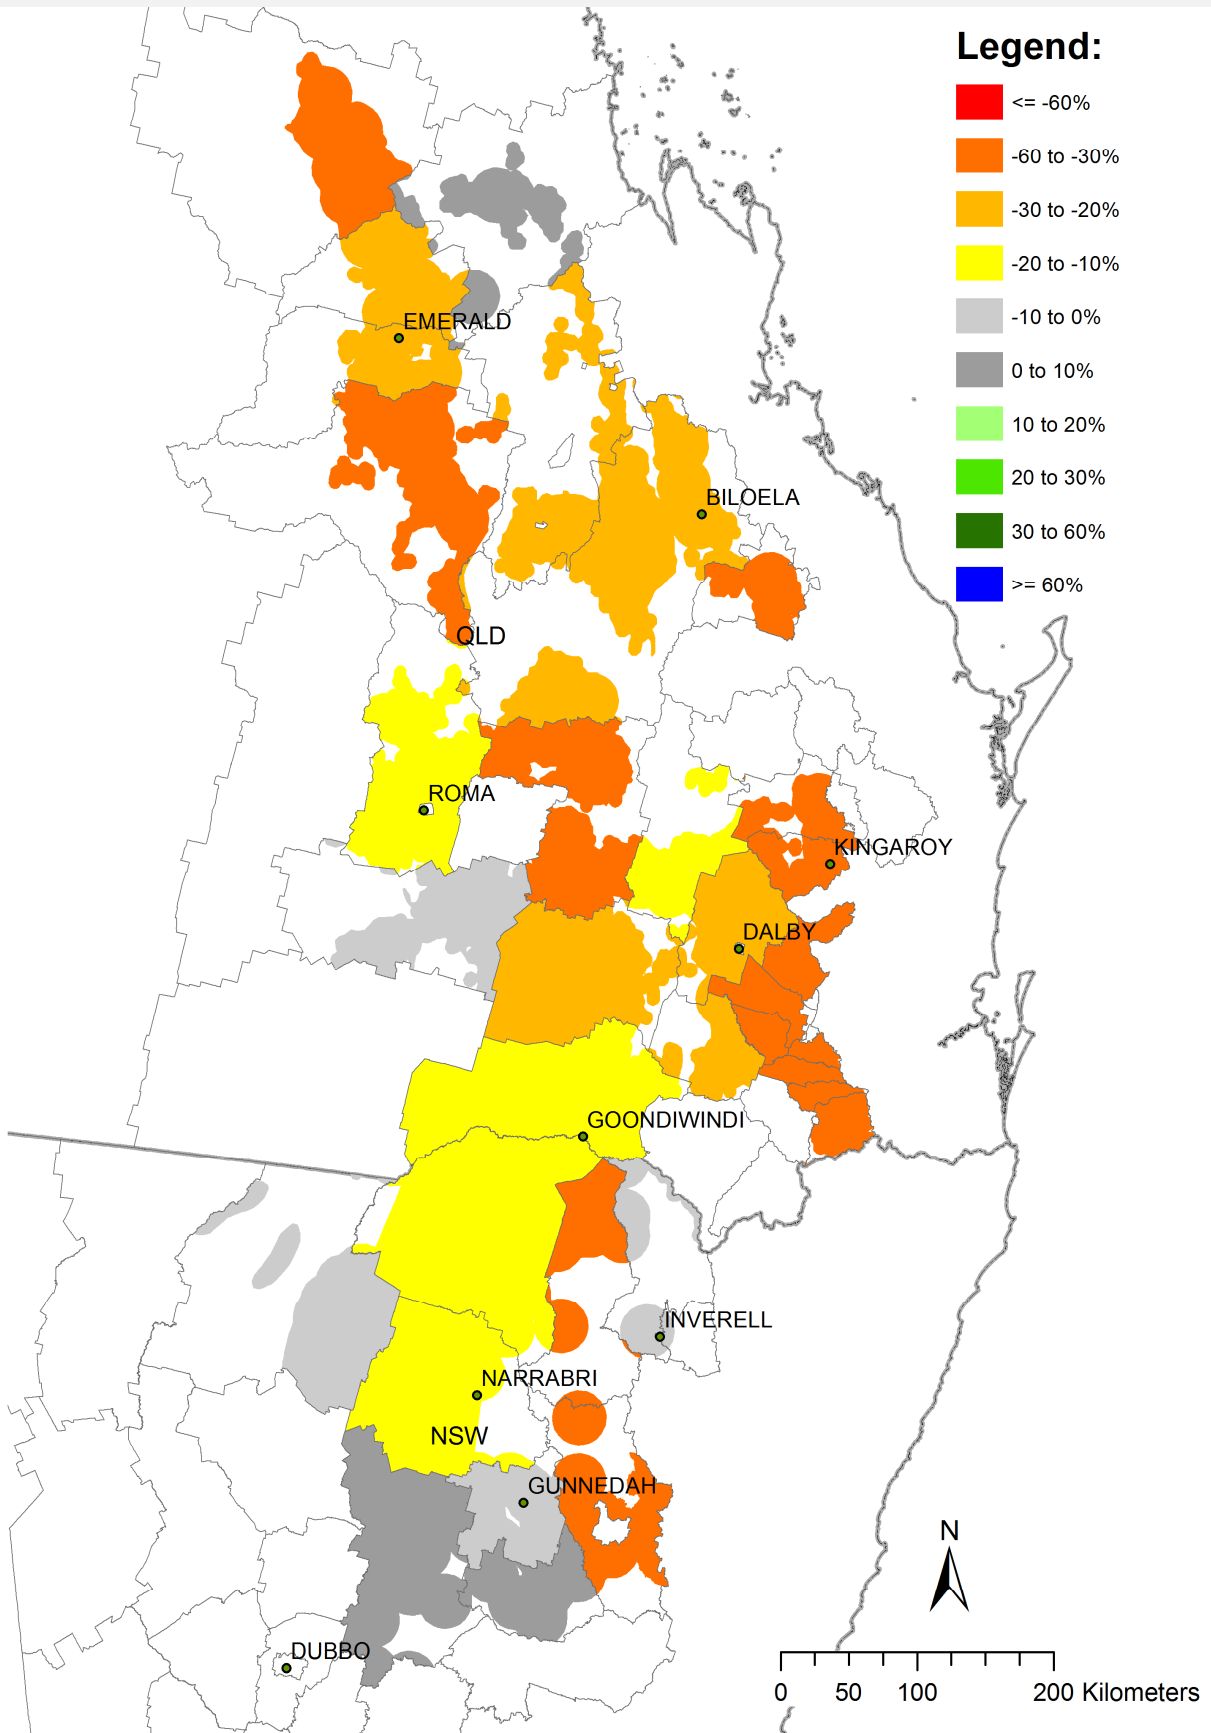 Legend:
<= -60%
-60 to -30%
-30 to -20%
-20 to -10%
-10 to 0%
0 to 10%
10 to 20%
20 to 30%
30 to 60%
>= 60%
EMERALD
BILOELA
QLD
ROMA
KINGAROY
DALBY
GOONDIWINDI
INVERELL
NARRABRI
NSW
GUNNEDAH
N
DUBBO
0 50 100 200 Kilometers